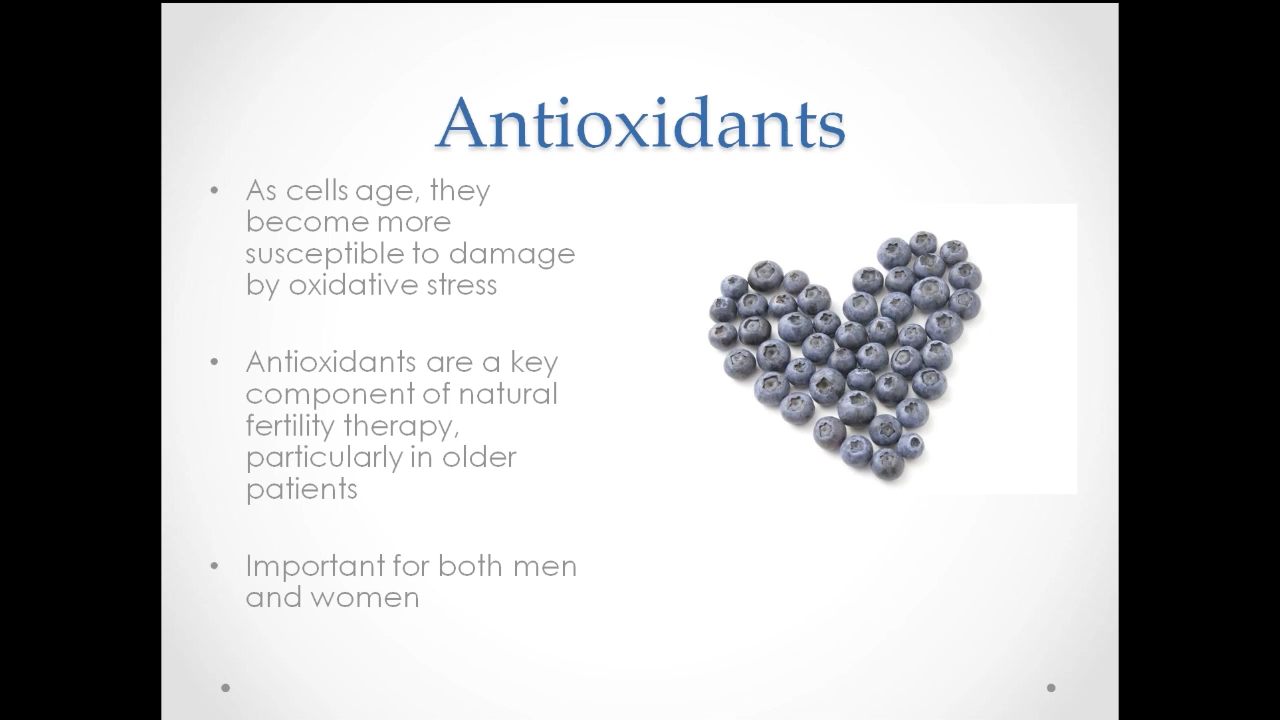 Antioxidants
• As cells age, they
become more
susceptible to damage
by oxidative stress
• Antioxidants are a key
component of natural
fertility therapy,
particularly in older
patients
• Important for both men
and women